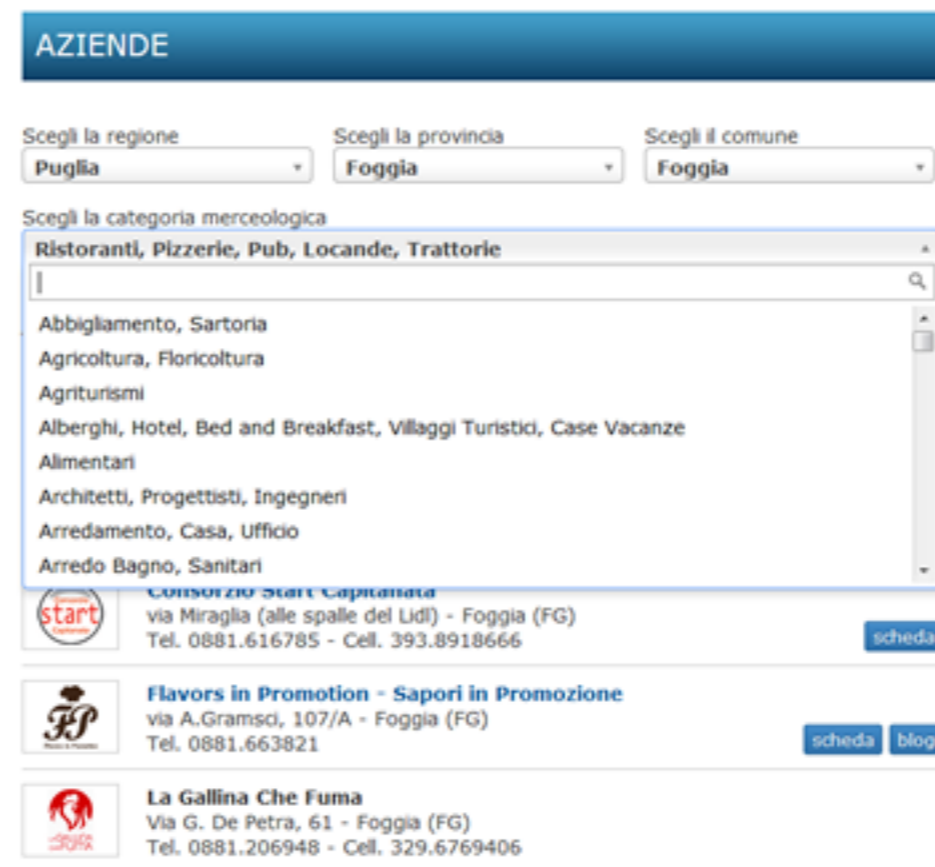 AZIENDE
Scegli la regione Scegli la provincia Scegli il comune
Puglia Foggia Foggia
Scegli la categoria merceologica
Ristoranti, Pizzerie, Pub, Locande, Trattorie
Abbigliamento, Sartoria
Agricoltura, Floricoltura
Agriturismi
Alberghi, Hotel, Bed and Breakfast, Villaggi Turistici, Case Vacanze
Alimentari
Architetti, Progettisti, Ingegneri
Arredamento, Casa, Ufficio
Arredo Bagno, Sanitari
Consorzio Start Capitanata
start
via Miraglia (alle spalle del Lidl) - Foggia (FG)
Tel. 0881.616785 - Cell. 393.8918666
scheda
Flavors in Promotion - Sapori in Promozione
FP
via A.Gramsci, 107/A - Foggia (FG)
Tel. 0881.663821
scheda blog
La Gallina Che Fuma
Via G. De Petra, 61 - Foggia (FG)
Tel. 0881.206948 - Cell. 329.6769406